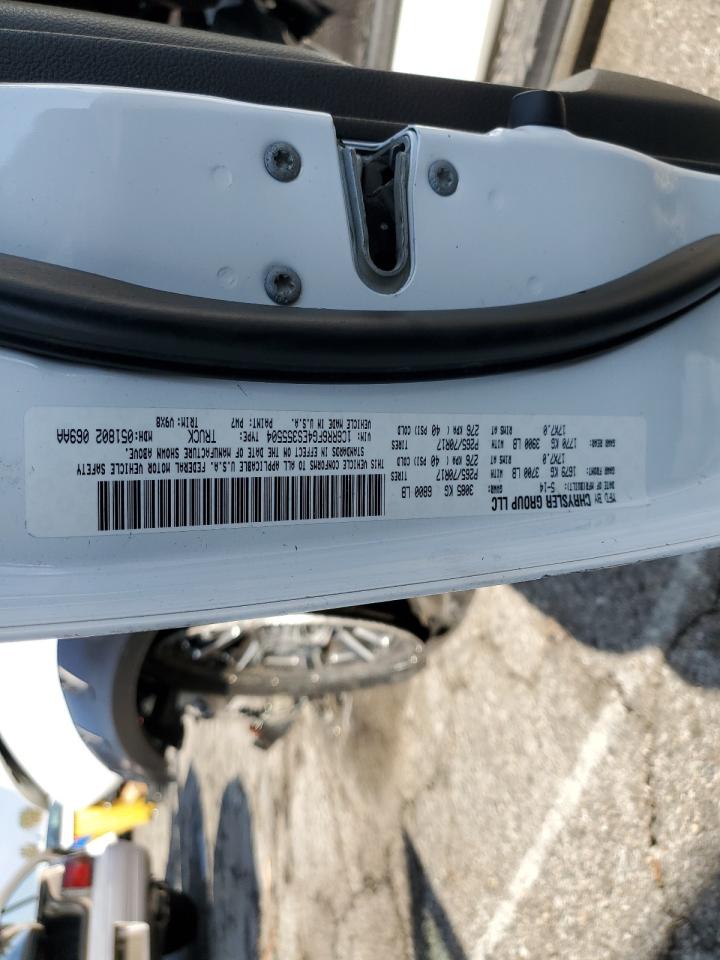 MFD BY CHRYSLER GROUP LLC
DATE OF MFR(BUILT): 5-14 GVWR: 3085 KG 6800 LB
GAWR FRONT: 1679 KG 3700 LB WITH P265/70R17 TIRES
17X7.0 RIMS AT 276 KPA( 40 PSI) COLD
GAWR REAR: 1770 KG 3900 LB WITH P265/70R17 TIRES
17X7.0 RIMS AT 276 KPA( 40 PSI) COLD
THIS VEHICLE CONFORMS TO ALL APPLICABLE U.S.A. FEDERAL MOTOR VEHICLE SAFETY
STANDARDS IN EFFECT ON THE DATE OF MANUFACTURE SHOWN ABOVE.
VIN: 1C6RR6FG4ES355504 TYPE: TRUCK MDH:051802 069AA
VEHICLE MADE IN U.S.A. PAINT: PW7 TRIM: V9X8